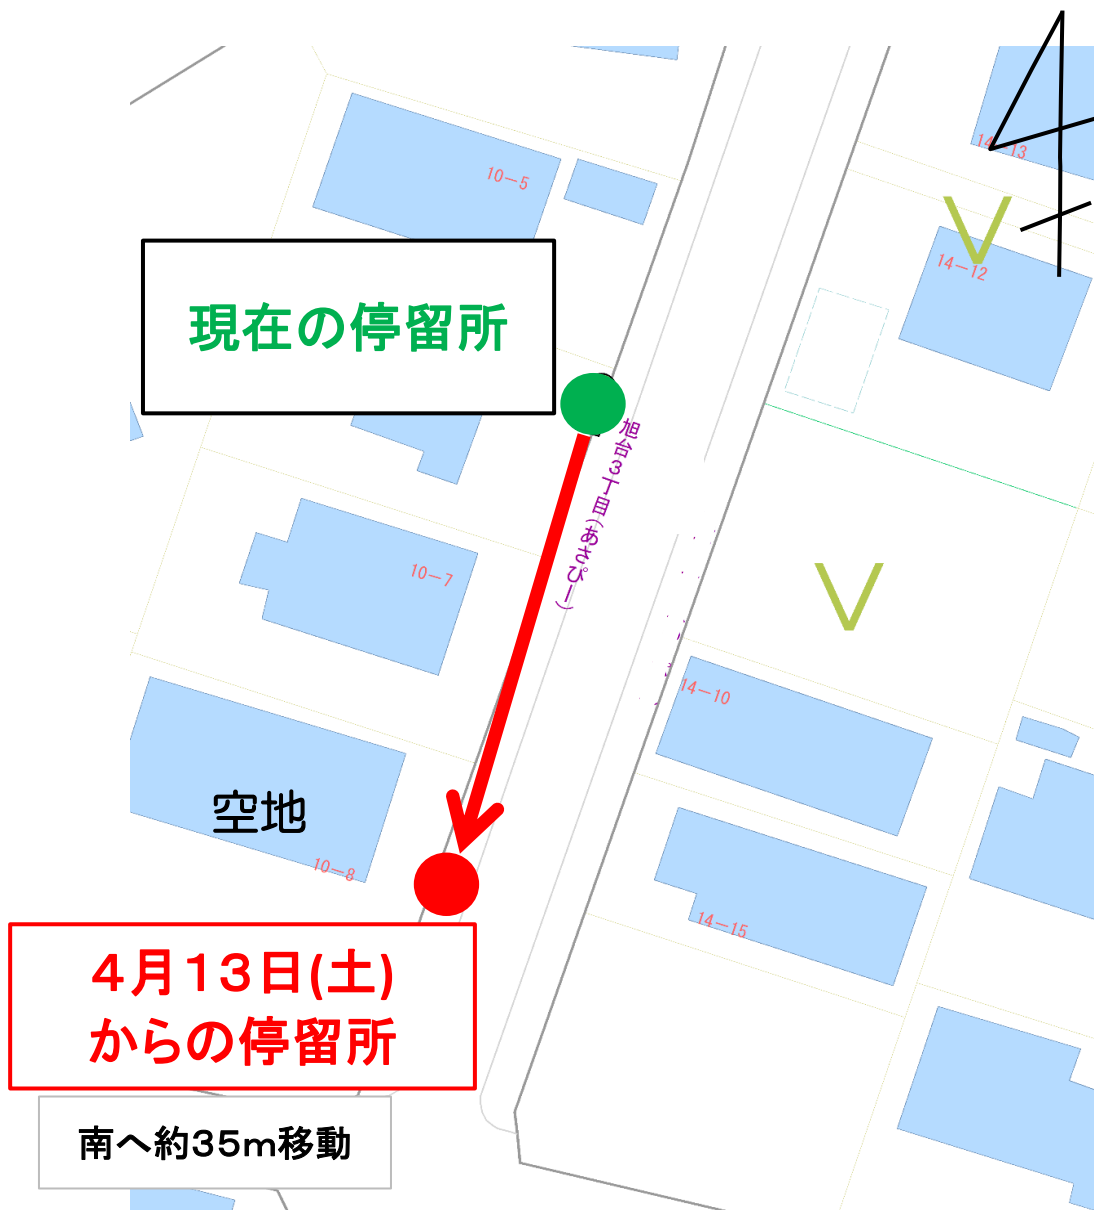 14-13
10-5
14-12
現在の停留所
旭台3丁目(あさぴー)
10-7
14-10
空地
10-8
14-15
4月13日(土)
からの停留所
南へ約35m移動